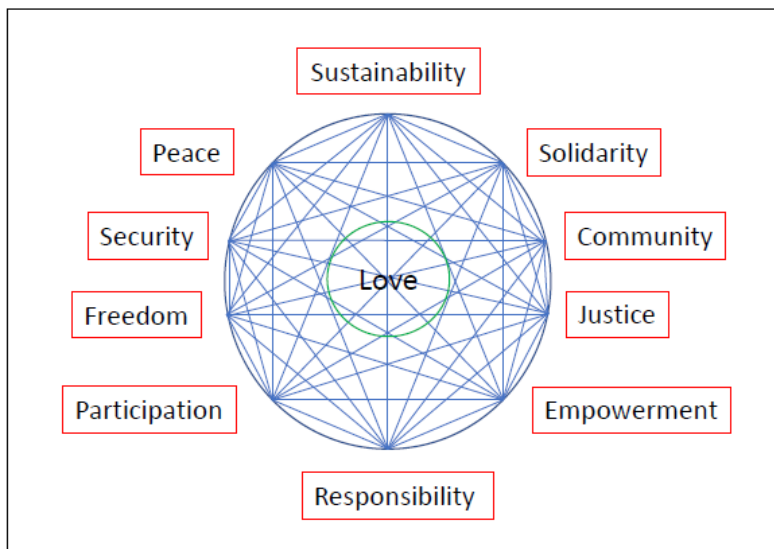 Sustainability
Peace
Solidarity
Security
Community
Love
Freedom
Justice
Participation
Empowerment
Responsibility